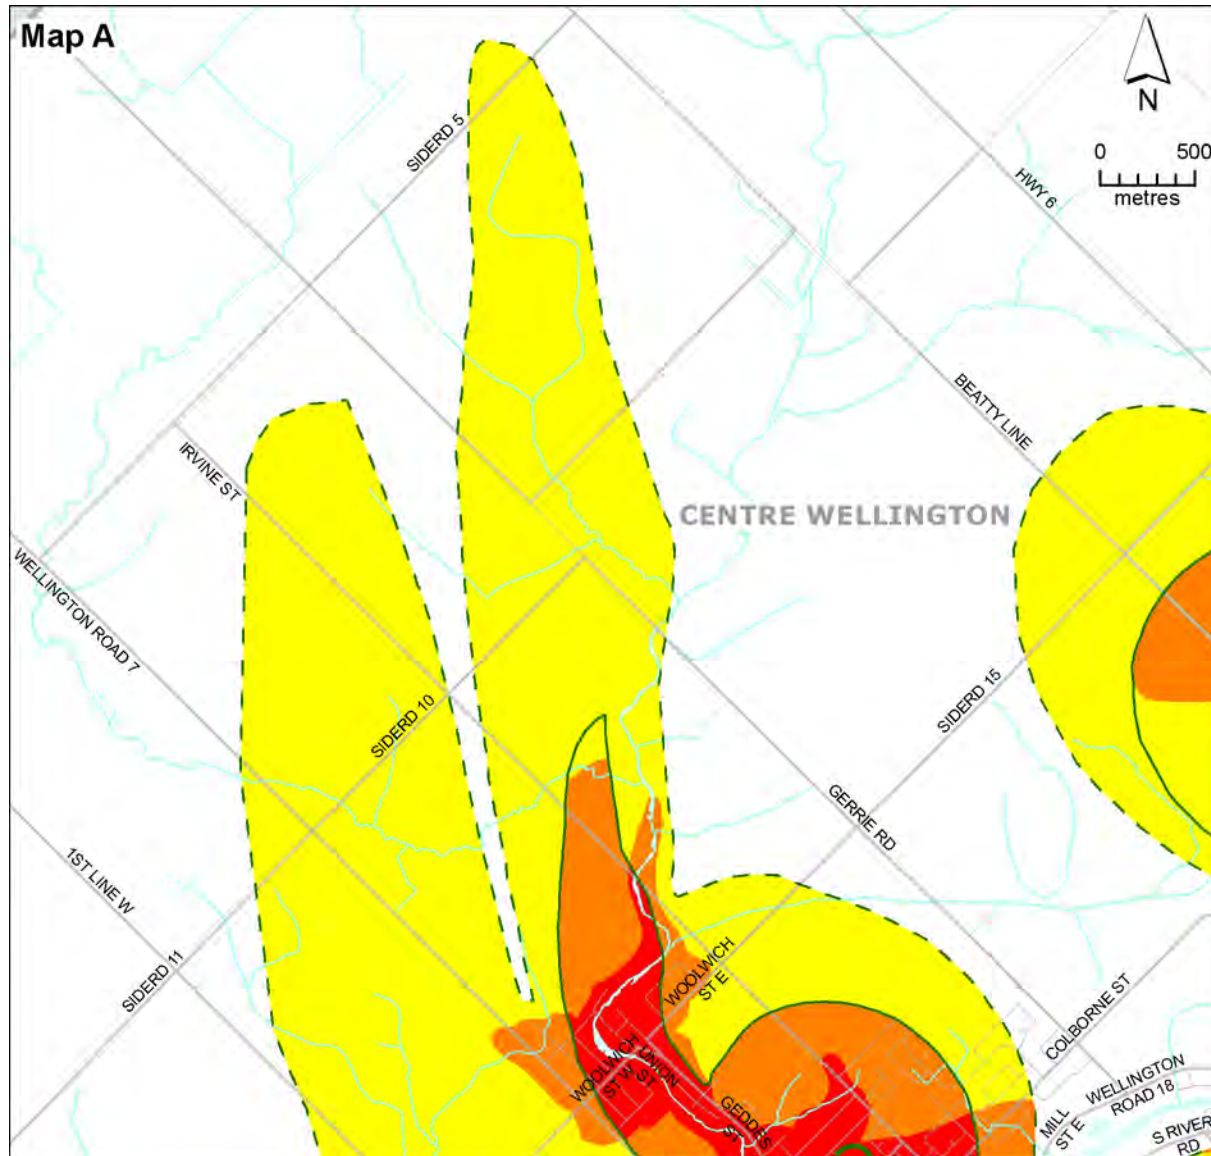 Map A
N
0 500
metres
SIDERD 5
HWY 6
BEATTY LINE
IRVINE ST
CENTRE WELLINGTON
WELLINGTON ROAD 7
SIDERD 10
SIDERD 15
GERRIE RD
1ST LINE W
SIDERD 11
WOOLWICH
ST E
COLBORNE ST
WOOLWICH
ST W
UNION
ST
GEDDES
ST
WELLINGTON
ROAD 18
MILL
ST E
S RIVER
RD